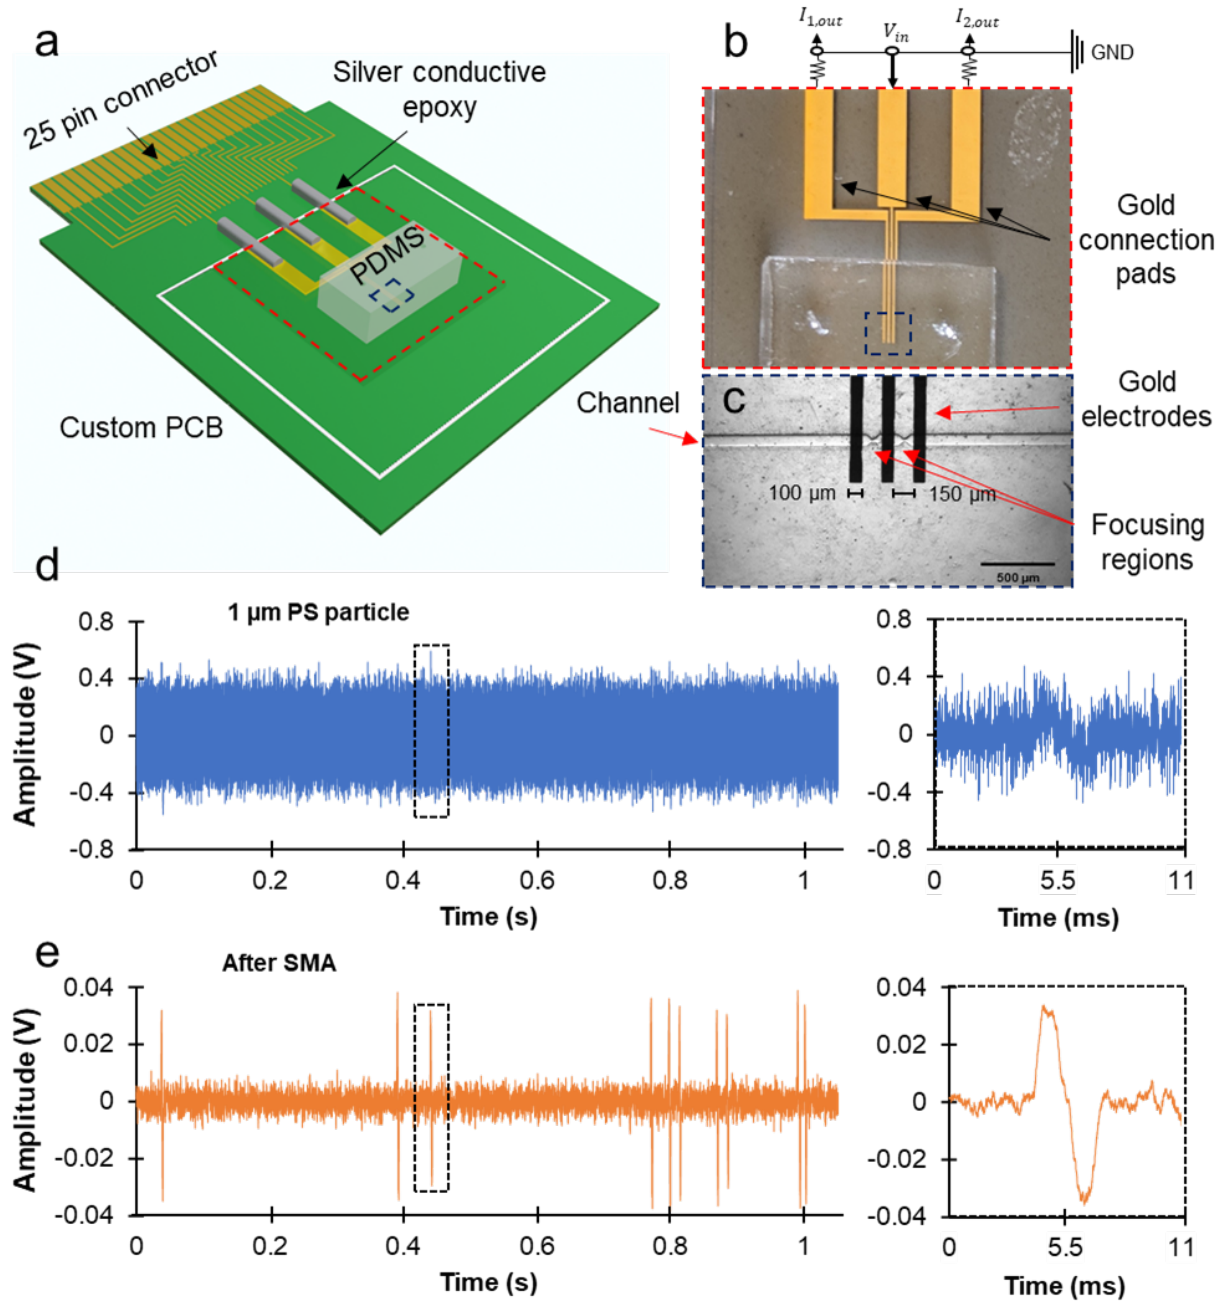 a
25 pin connector
Silver conductive
epoxy
PDMS
Custom PCB
b
I1,out
Vin
I2,out
GND
Gold
connection
pads
Channel
c
Gold
electrodes
100 µm
150 µm
Focusing
regions
500 µm
d
1 µm PS particle
Amplitude (V)
0.8
0.4
0
-0.4
-0.8
0
0.2
0.4
0.6
0.8
1
Time (s)
0.8
0.4
0
-0.4
-0.8
0
5.5
11
Time (ms)
e
After SMA
Amplitude (V)
0.04
0.02
0
-0.02
-0.04
0
0.2
0.4
0.6
0.8
1
Time (s)
0.04
0.02
0
-0.02
-0.04
0
5.5
11
Time (ms)